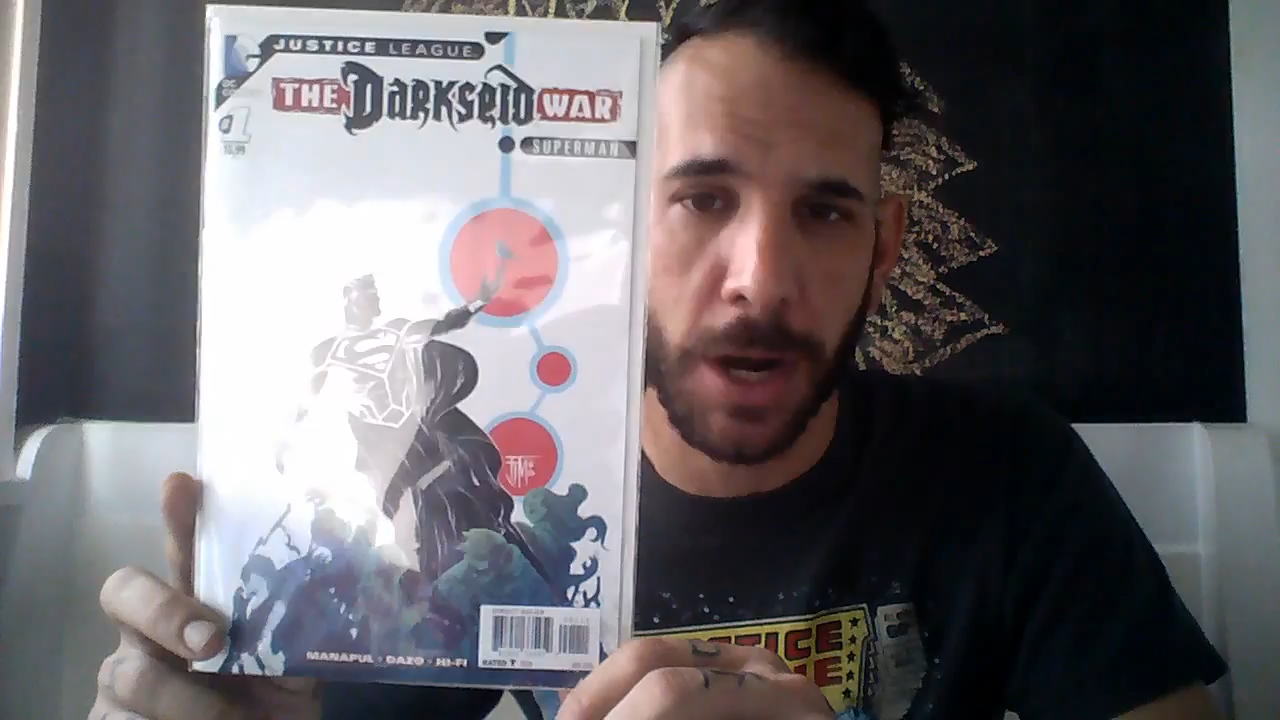 JUSTICE LEAGUE
THE DARKSEID WAR
SUPERMAN
1
MANAPUL • DAZO • HI-FI
RATED T